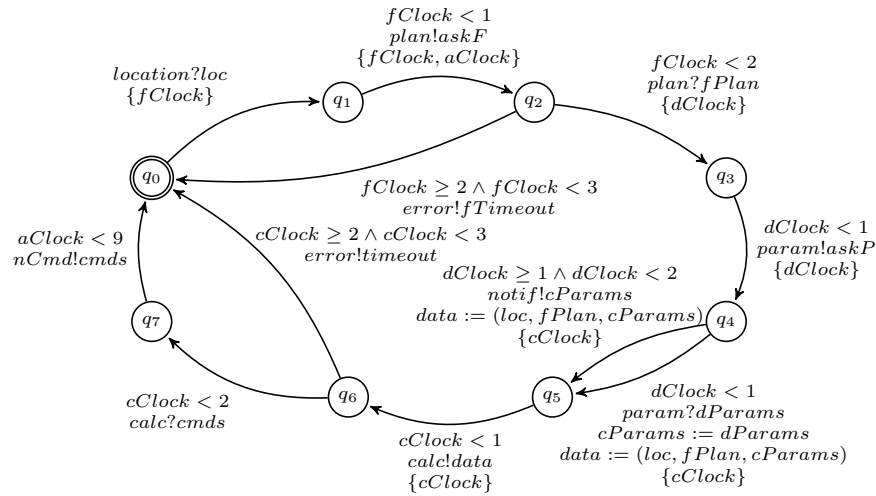 fClock < 1
plan!askF
{fClock, aClock}
location?loc
{fClock}
fClock < 2
plan?fPlan
{dClock}
q₁
q₂
q₀
q₃
fClock ≥ 2 ∧ fClock < 3
error!fTimeout
aClock < 9
nCmd!cmds
cClock ≥ 2 ∧ cClock < 3
error!timeout
dClock < 1
param!askP
{dClock}
dClock ≥ 1 ∧ dClock < 2
notif!cParams
data := (loc, fPlan, cParams)
{cClock}
q₇
q₄
cClock < 2
calc?cmds
q₆
q₅
dClock < 1
param?dParams
cParams := dParams
data := (loc, fPlan, cParams)
{cClock}
cClock < 1
calc!data
{cClock}